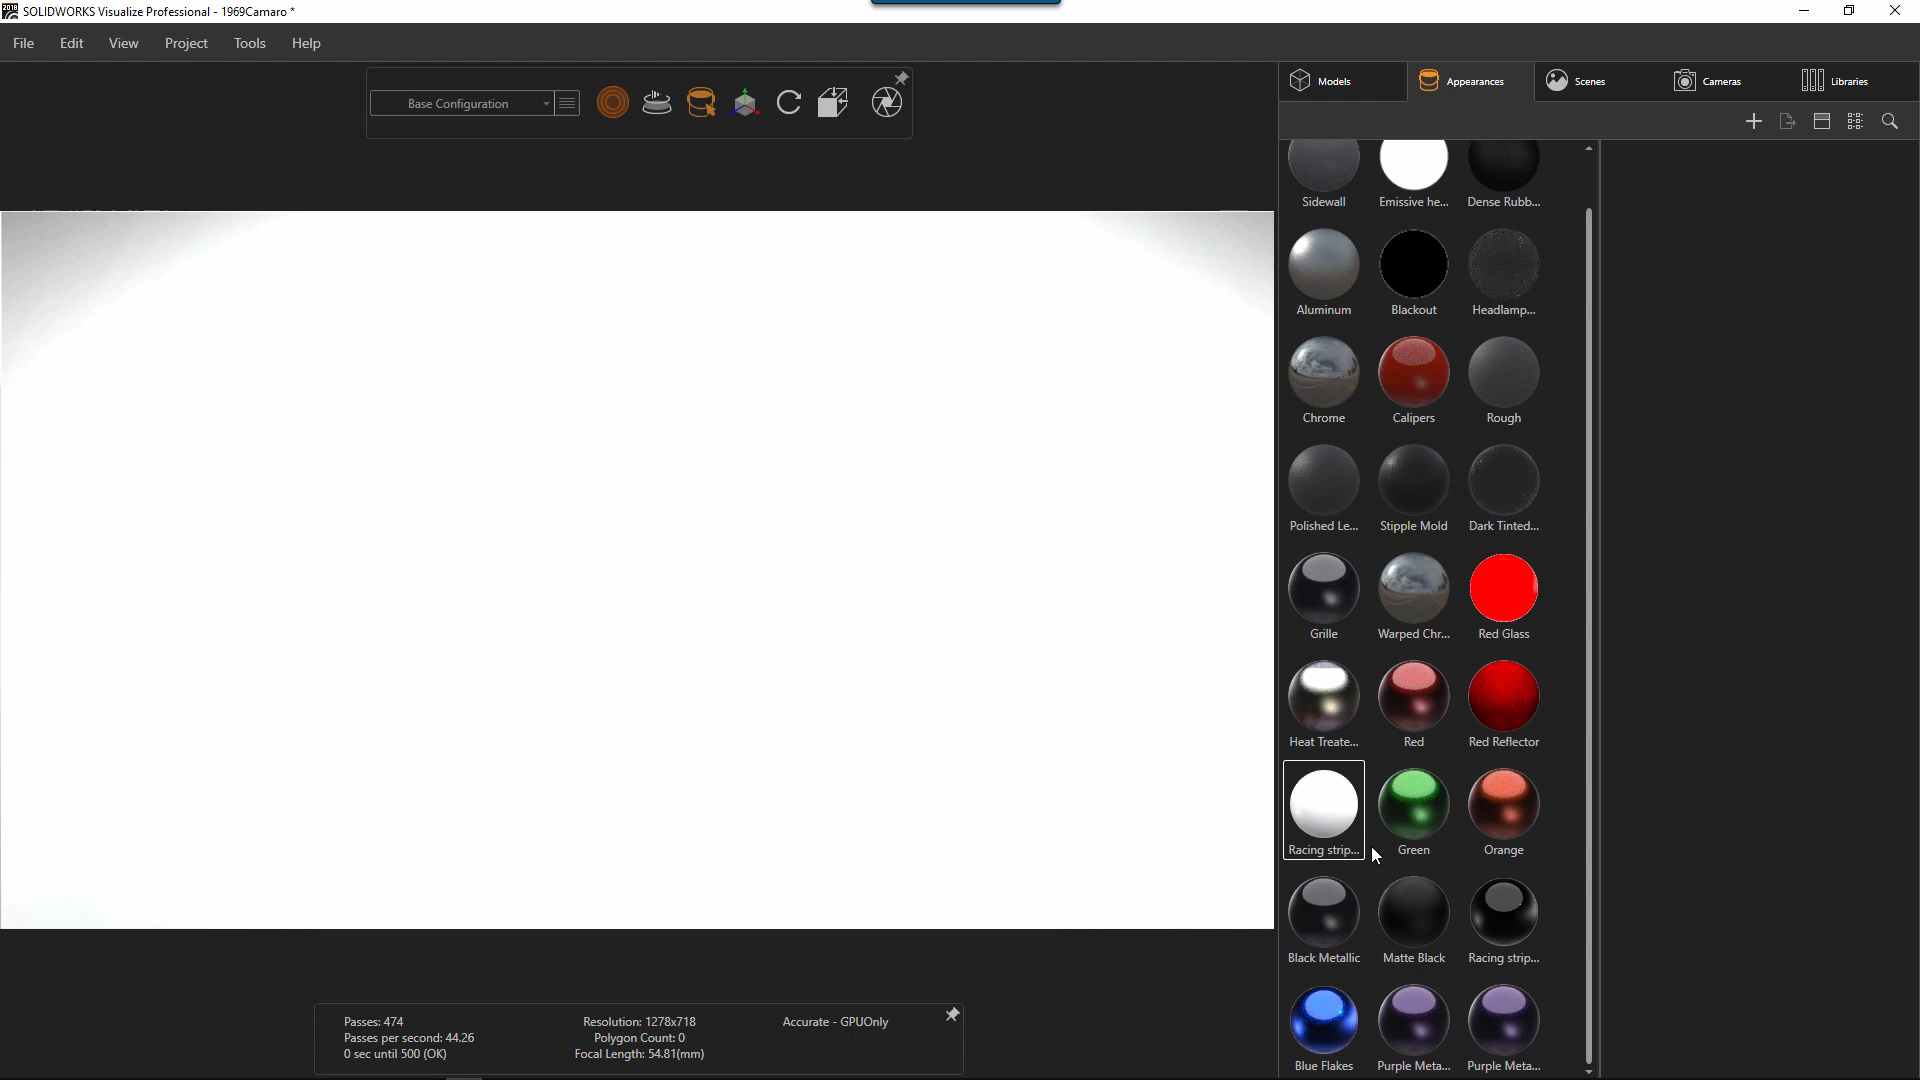 SOLIDWORKS Visualize Professional - 1969Camaro *
File Edit View Project Tools Help
Base Configuration
Models Appearances Scenes Cameras Libraries
Sidewall Emissive he... Dense Rubb...
Aluminum Blackout Headlamp...
Chrome Calipers Rough
Polished Le... Stipple Mold Dark Tinted...
Grille Warped Chr... Red Glass
Heat Treate... Red Red Reflector
Racing strip... Green Orange
Black Metallic Matte Black Racing strip...
Blue Flakes Purple Meta... Purple Meta...
Passes: 474 Resolution: 1278x718 Accurate - GPUOnly
Passes per second: 44.26 Polygon Count: 0
0 sec until 500 (OK) Focal Length: 54.81(mm)